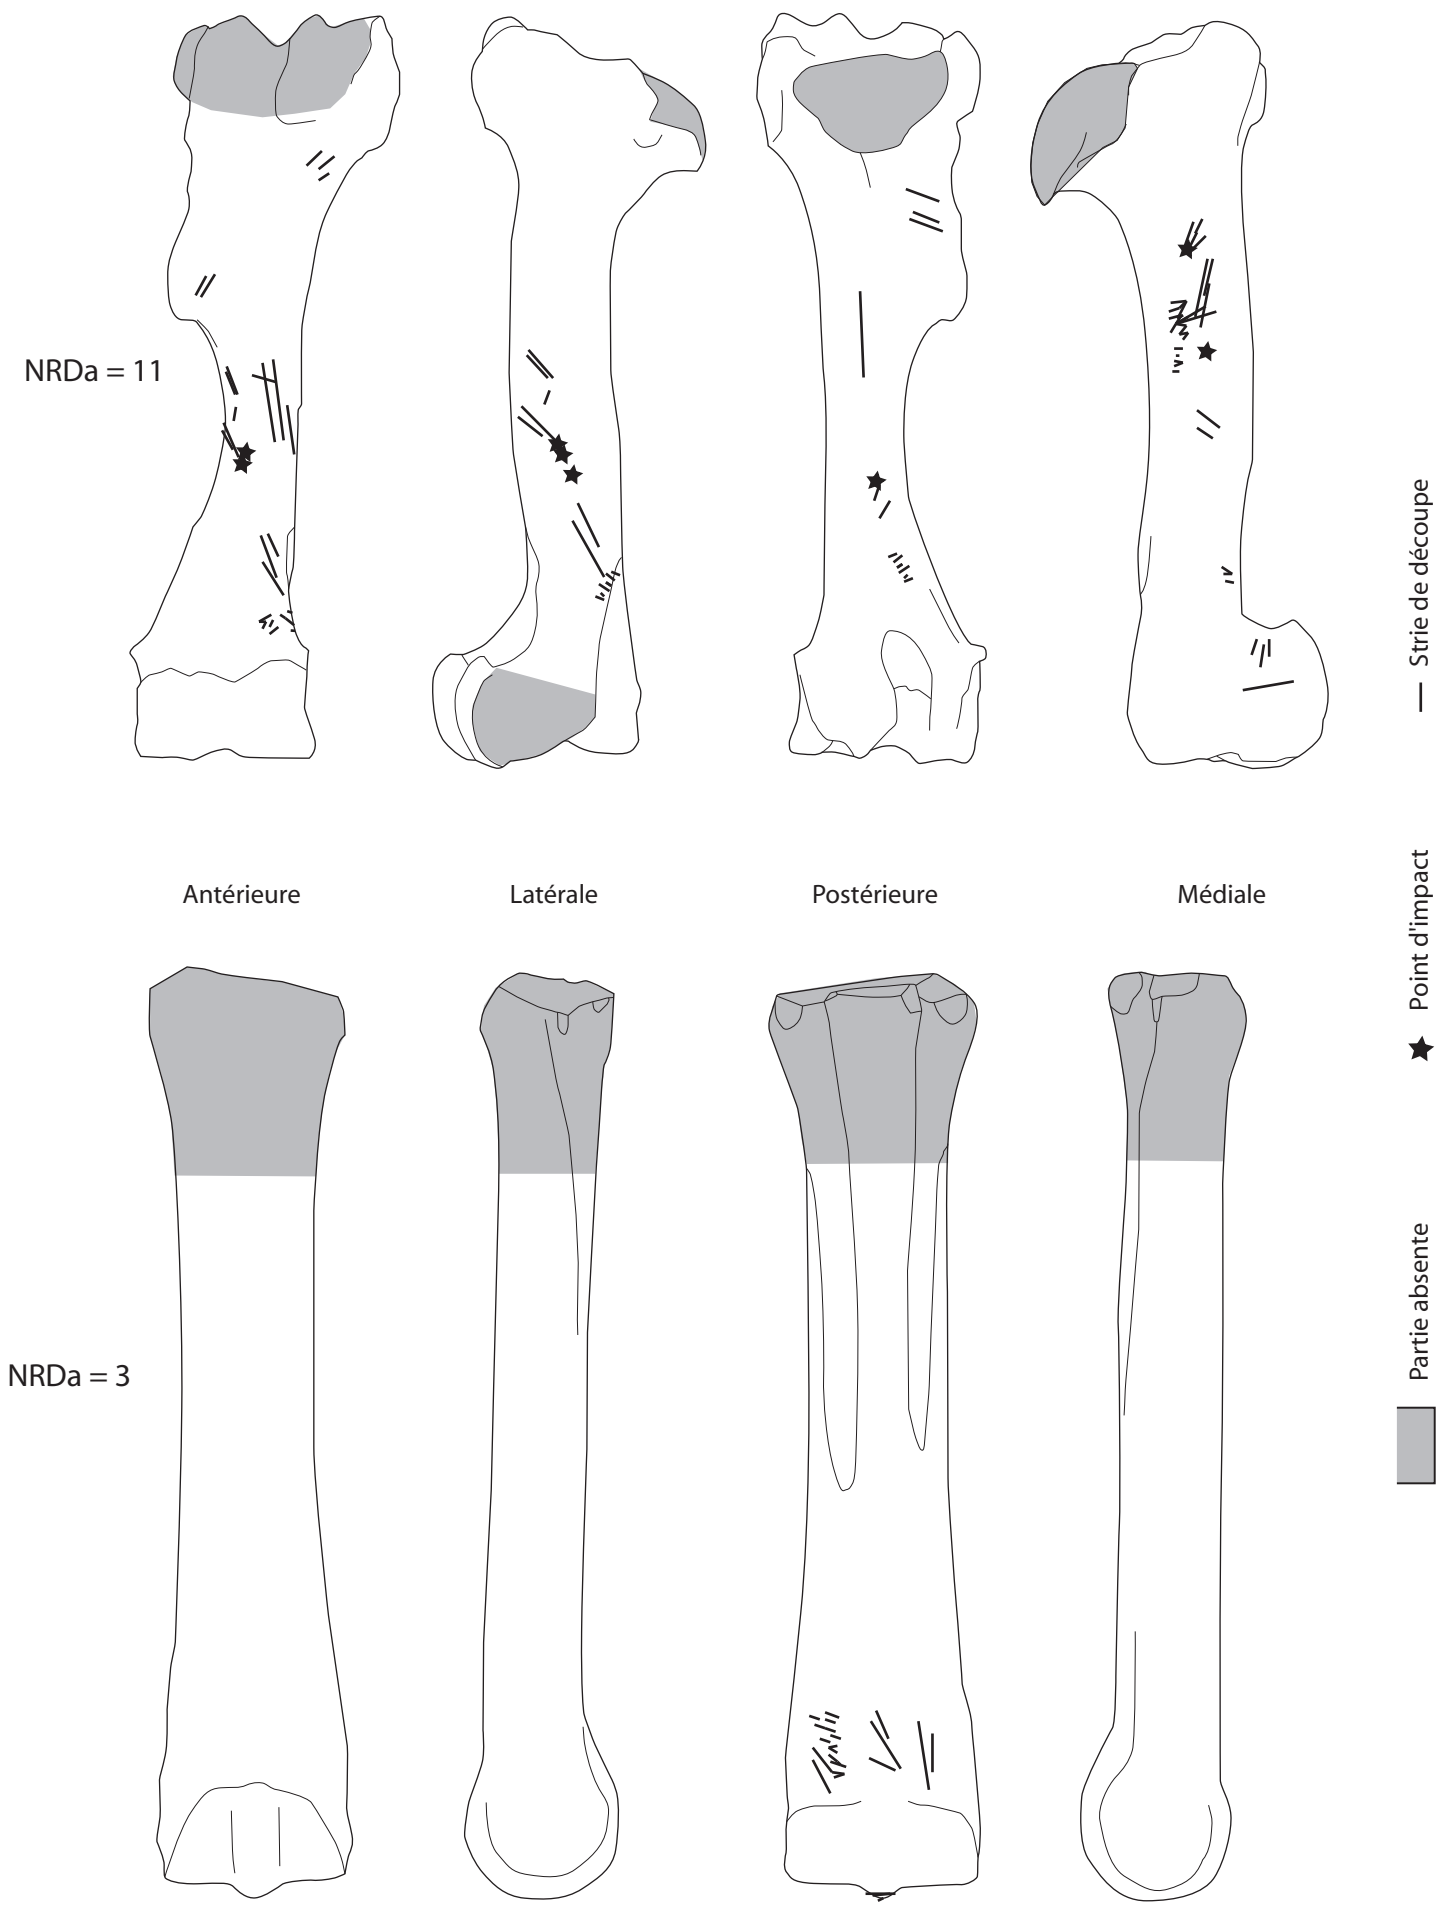 NRDa = 11
Antérieure
Latérale
Postérieure
Médiale
NRDa = 3
Strie de découpe
Point d'impact
Partie absente